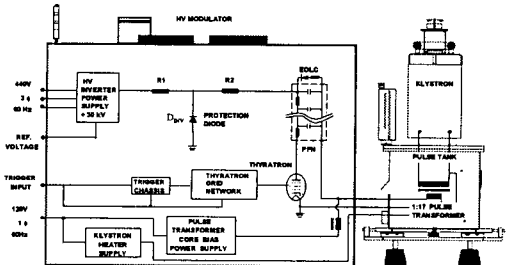 HV MODULATOR
440V
3 ϕ
60 Hz
REF.
VOLTAGE
TRIGGER
INPUT
120V
1 ϕ
60Hz
HV
INVERTER
POWER
SUPPLY
+ 30 kV
R1
R2
EOLC
D_INV
PROTECTION
DIODE
PFN
THYRATRON
TRIGGER
CHASSIS
THYRATRON
GRID
NETWORK
KLYSTRON
HEATER
SUPPLY
PULSE
TRANSFORMER
CORE BIAS
POWER SUPPLY
KLYSTRON
PULSE TANK
1:17 PULSE
TRANSFORMER